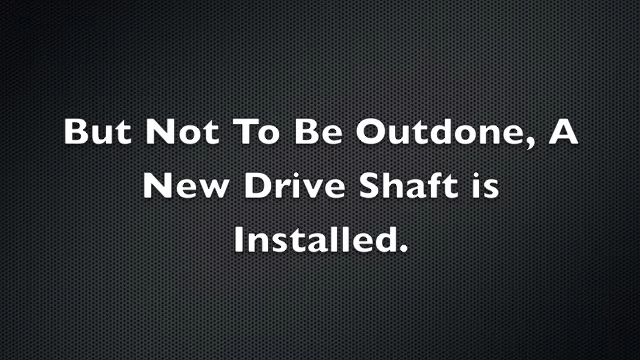 But Not To Be Outdone, A
New Drive Shaft is
Installed.